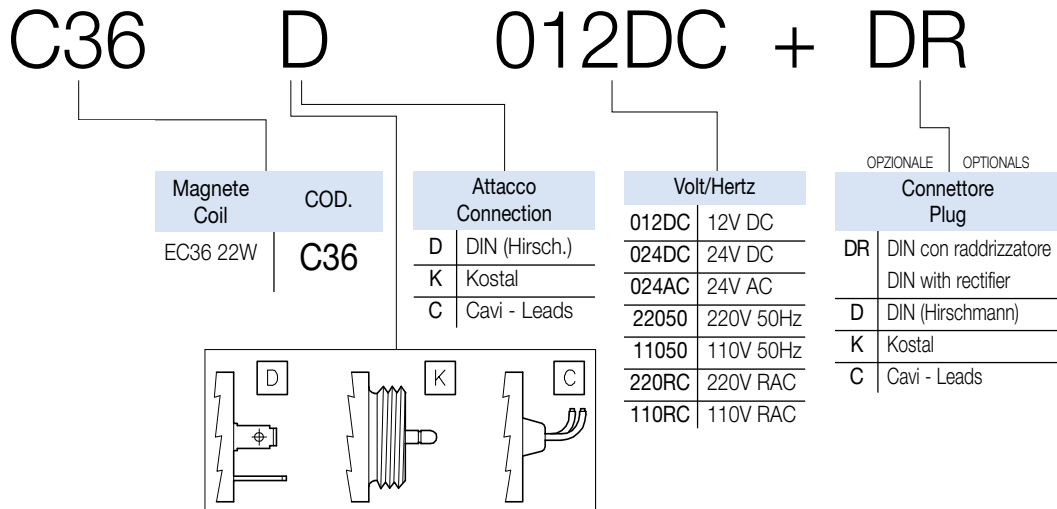 C36 D 012DC + DR
OPZIONALE OPTIONALS
Magnete
Coil
COD.
EC36 22W
C36
Attacco
Connection
D DIN (Hirsch.)
K Kostal
C Cavi - Leads
Volt/Hertz
012DC 12V DC
024DC 24V DC
024AC 24V AC
22050 220V 50Hz
11050 110V 50Hz
220RC 220V RAC
110RC 110V RAC
Connettore
Plug
DR DIN con raddrizzatore
DIN with rectifier
D DIN (Hirschmann)
K Kostal
C Cavi - Leads
D K C